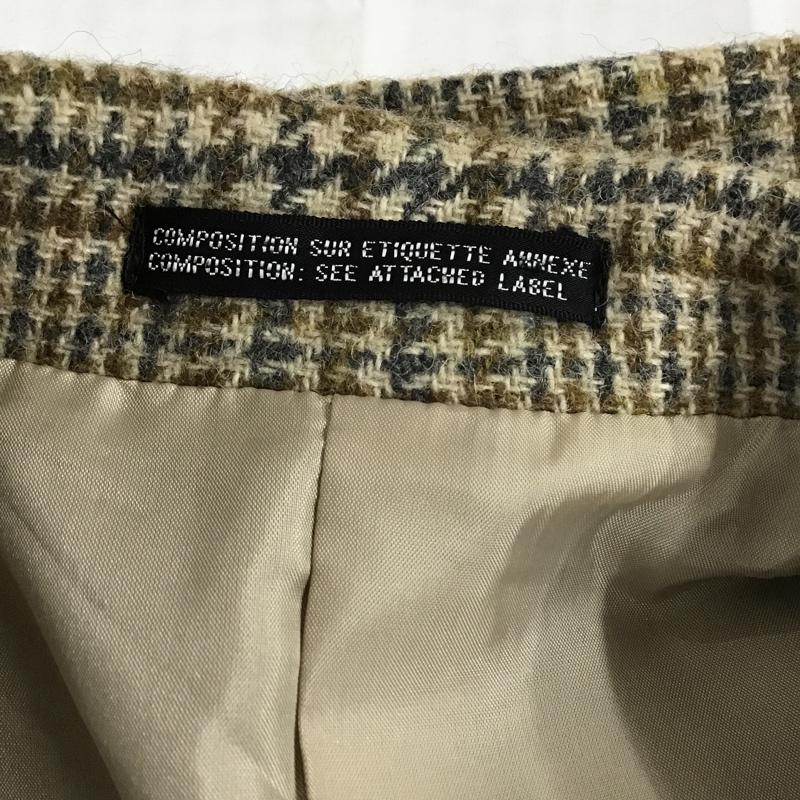 COMPOSITION SUR ETIQUETTE ANNEXE
COMPOSITION: SEE ATTACHED LABEL